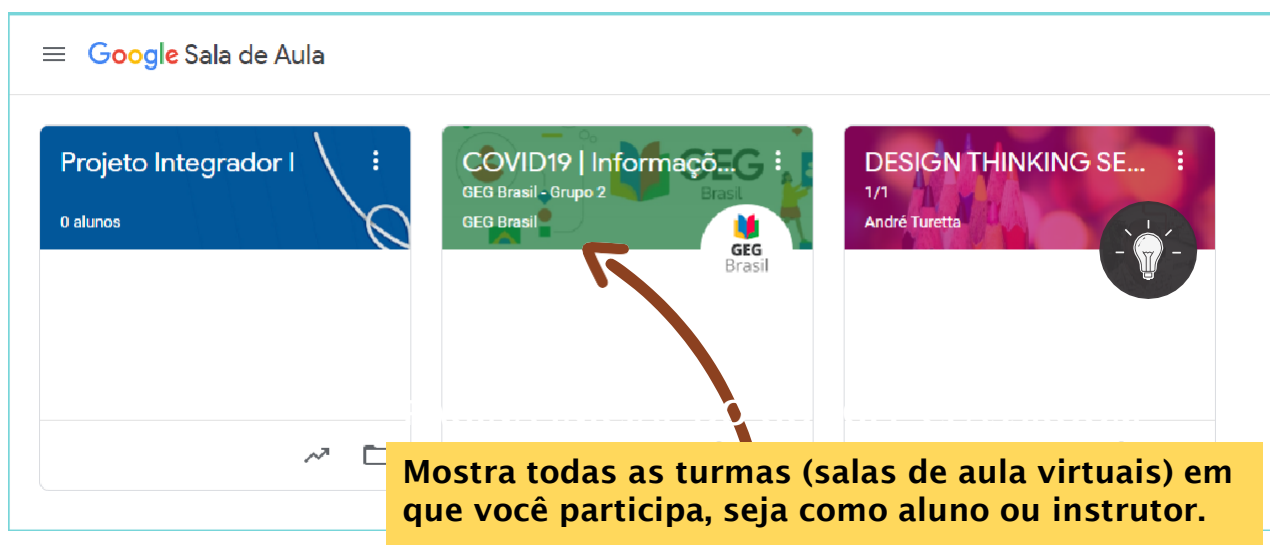 Google Sala de Aula
Projeto Integrador I
0 alunos
COVID19 | Informaçõ...
GEG Brasil - Grupo 2
GEG Brasil
GEG
Brasil
GEG
Brasil
DESIGN THINKING SE...
1/1
André Turetta
Mostra todas as turmas (salas de aula virtuais) em
que você participa, seja como aluno ou instrutor.